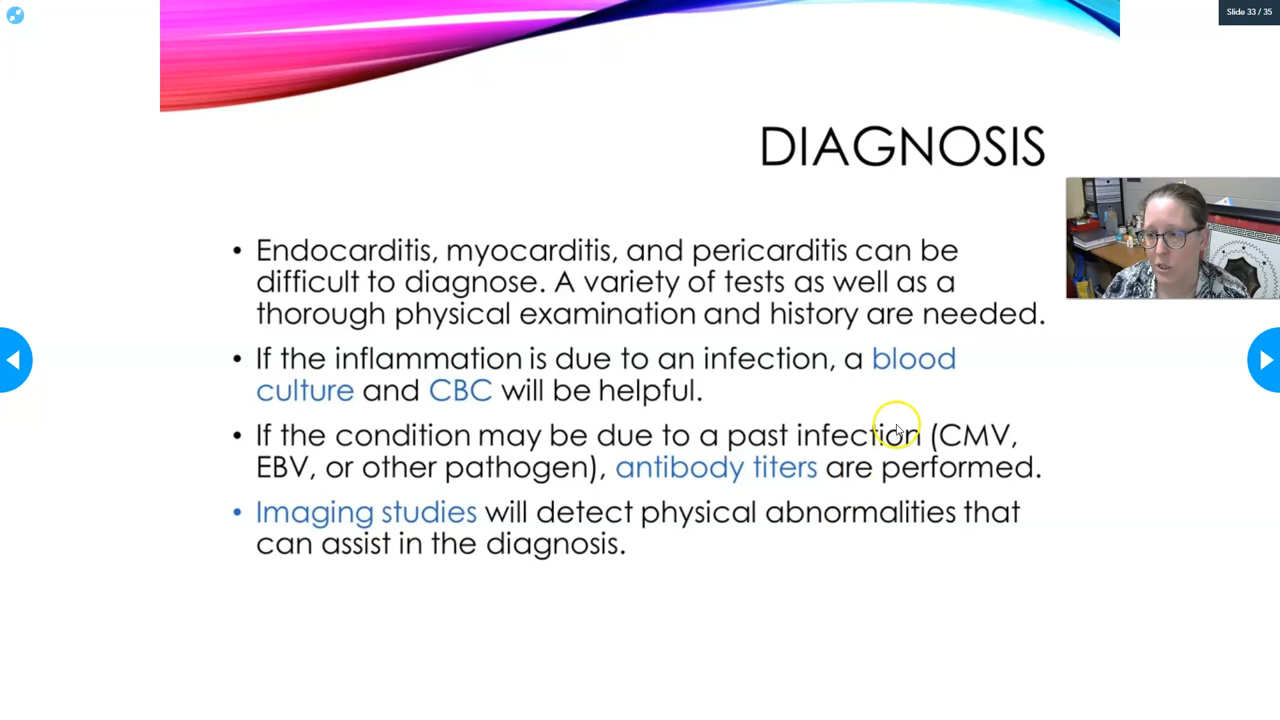 Slide 33 / 35
DIAGNOSIS
• Endocarditis, myocarditis, and pericarditis can be
difficult to diagnose. A variety of tests as well as a
thorough physical examination and history are needed.
• If the inflammation is due to an infection, a blood
culture and CBC will be helpful.
• If the condition may be due to a past infection (CMV,
EBV, or other pathogen), antibody titers are performed.
• Imaging studies will detect physical abnormalities that
can assist in the diagnosis.